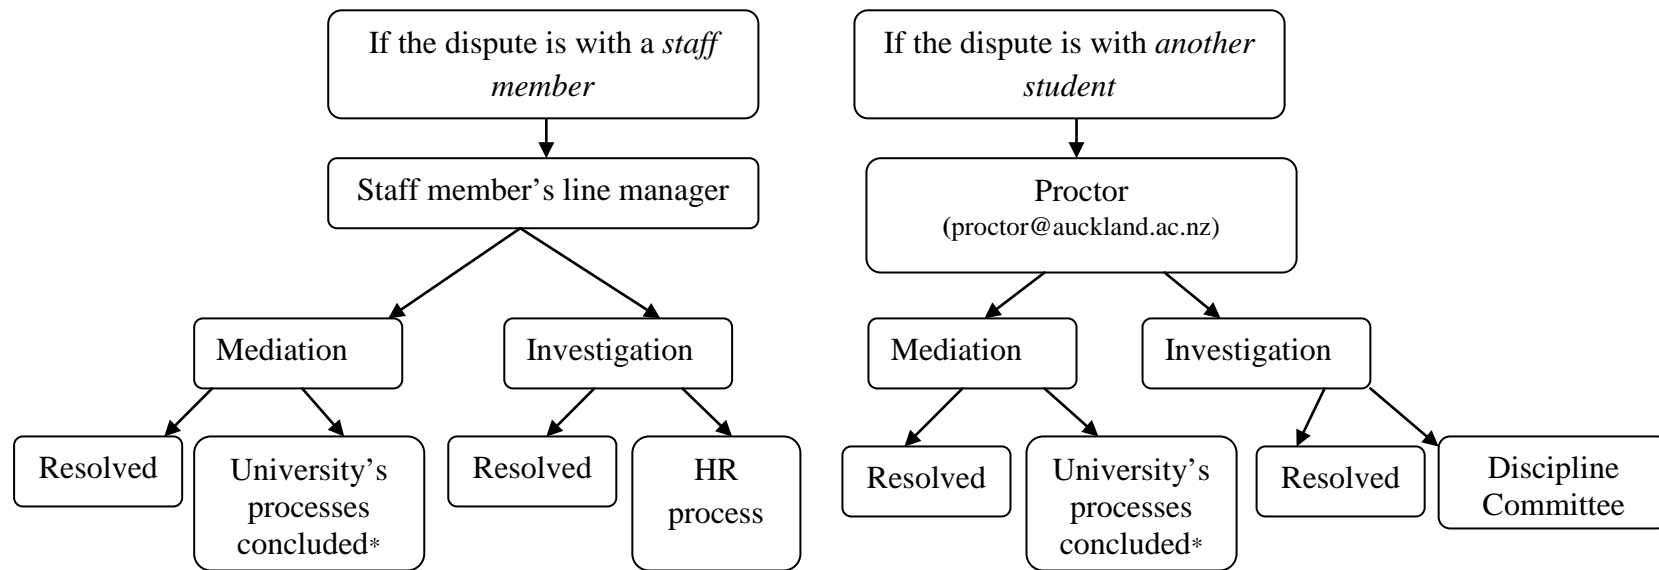 If the dispute is with a staff
member
If the dispute is with another
student
Staff member’s line manager
Proctor
(proctor@auckland.ac.nz)
Mediation
Investigation
Mediation
Investigation
Resolved
University’s
processes
concluded*
Resolved
HR
process
Resolved
University’s
processes
concluded*
Resolved
Discipline
Committee